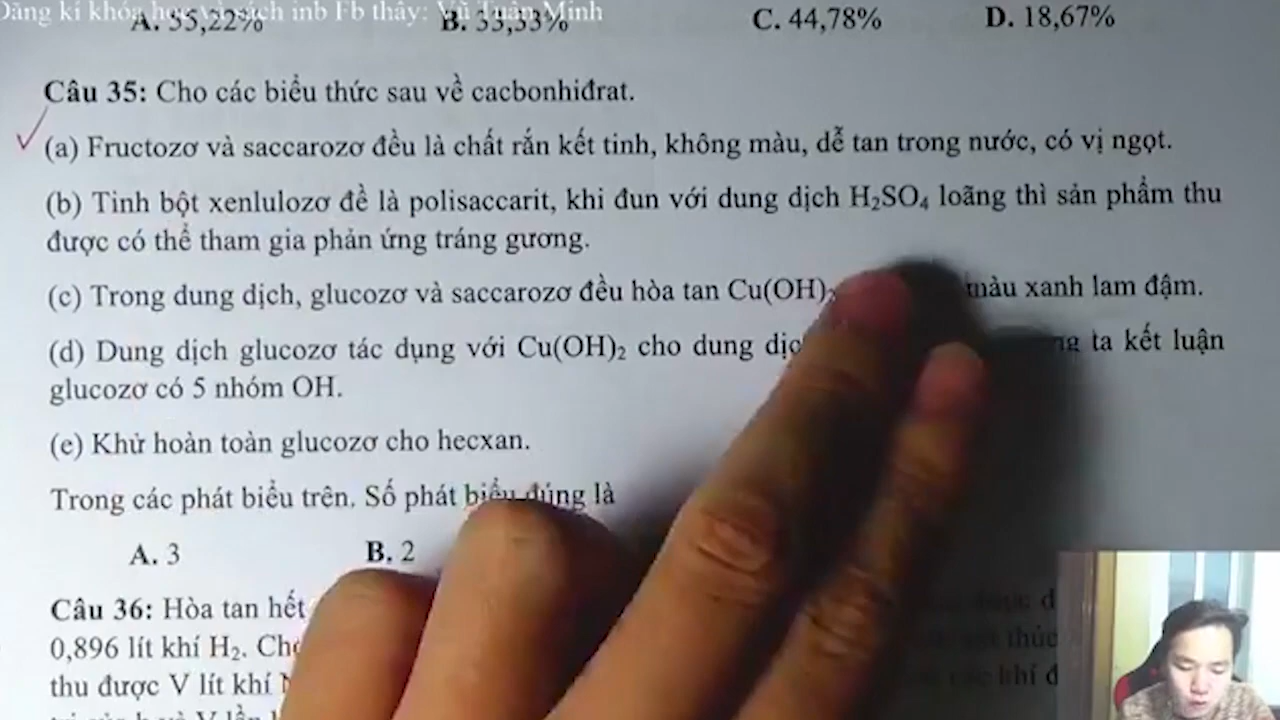 Đăng kí khóa học và sách inb Fb thầy: Vũ Tuấn Minh
A. 55,22% B. 33,33% C. 44,78% D. 18,67%
Câu 35: Cho các biểu thức sau về cacbonhiđrat.
(a) Fructozơ và saccarozơ đều là chất rắn kết tinh, không màu, dễ tan trong nước, có vị ngọt.
(b) Tinh bột xenlulozơ đề là polisaccarit, khi đun với dung dịch H₂SO₄ loãng thì sản phẩm thu
được có thể tham gia phản ứng tráng gương.
(c) Trong dung dịch, glucozơ và saccarozơ đều hòa tan Cu(OH)₂ màu xanh lam đậm.
(d) Dung dịch glucozơ tác dụng với Cu(OH)₂ cho dung ta kết luận
glucozơ có 5 nhóm OH.
(e) Khử hoàn toàn glucozơ cho hecxan.
Trong các phát biểu trên. Số phát biểu đúng là
A. 3 B. 2
Câu 36: Hòa tan hết
0,896 lít khí H₂.
thu được V lít khí